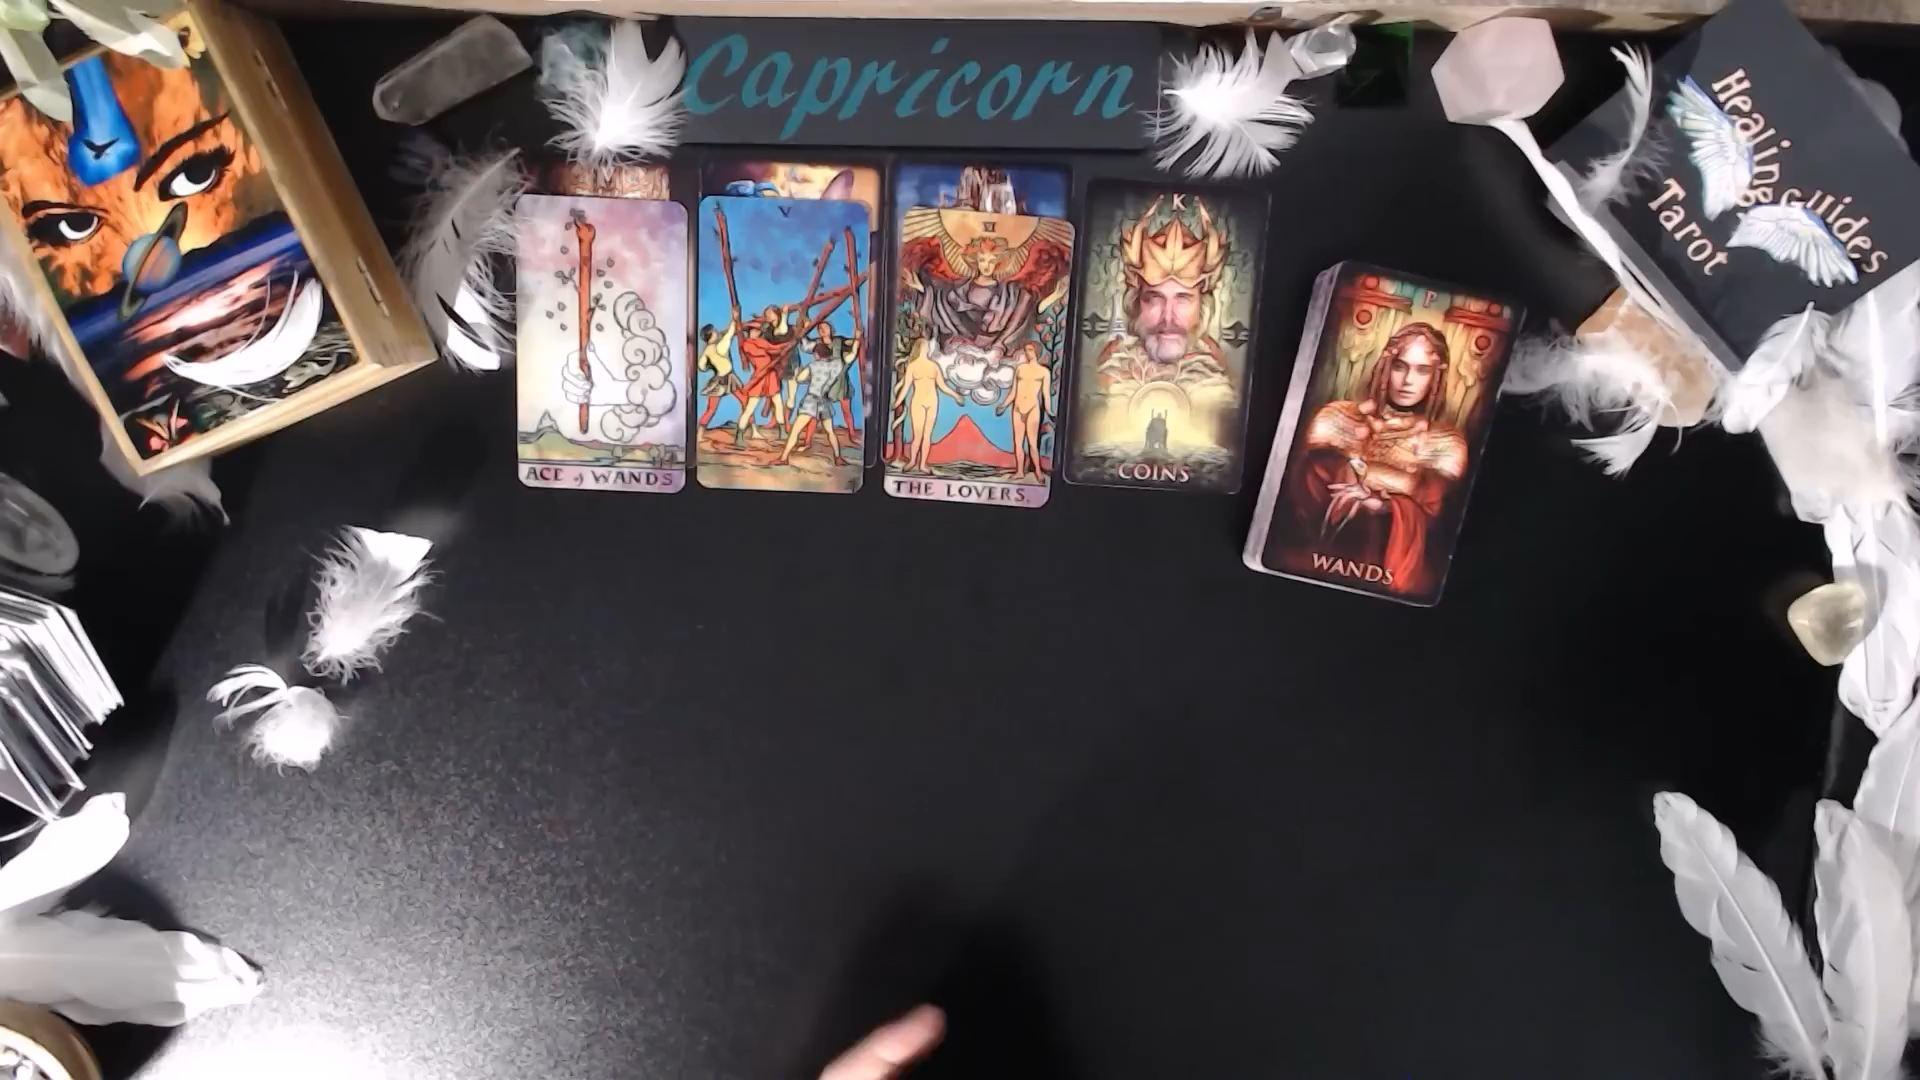 Capricorn
Healing Guides
Tarot
ACE of WANDS
V
VI
THE LOVERS.
K
COINS
P
WANDS